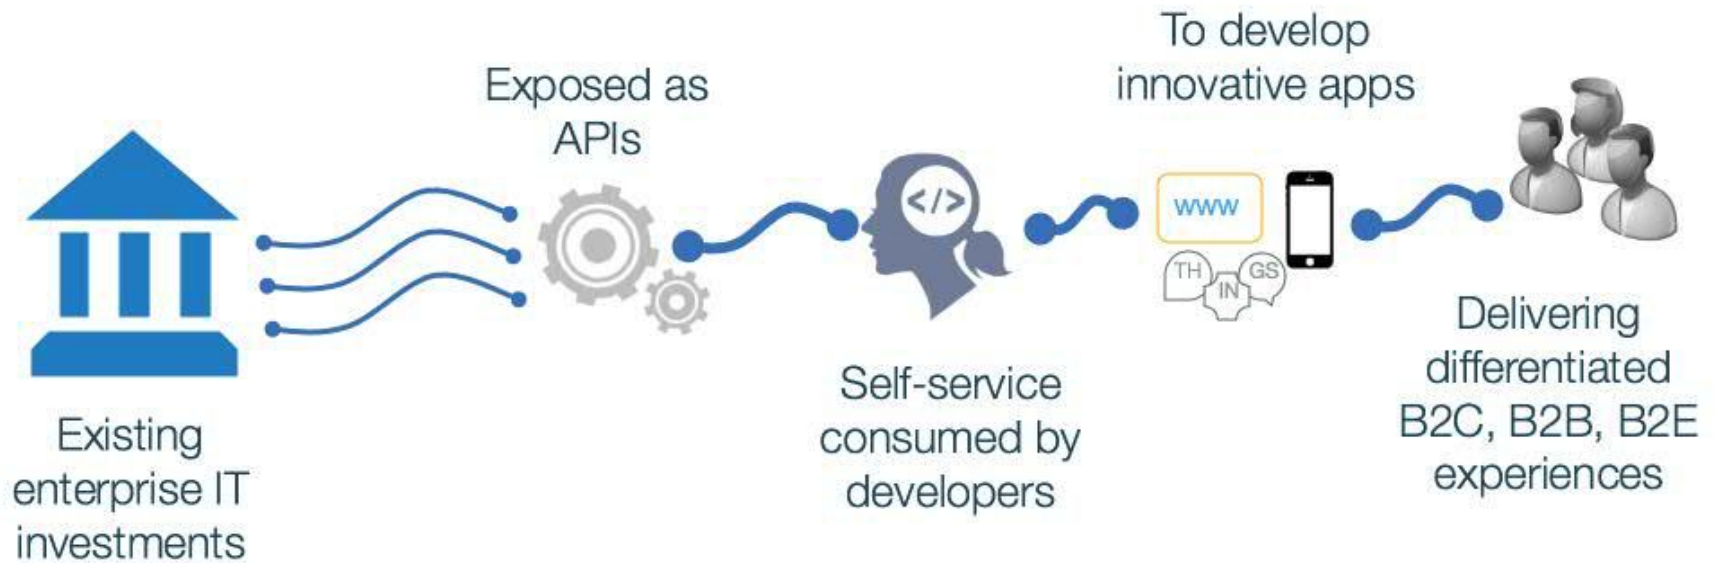 Existing
enterprise IT
investments
Exposed as
APIs
</>
Self-service
consumed by
developers
To develop
innovative apps
www
TH
IN
GS
Delivering
differentiated
B2C, B2B, B2E
experiences